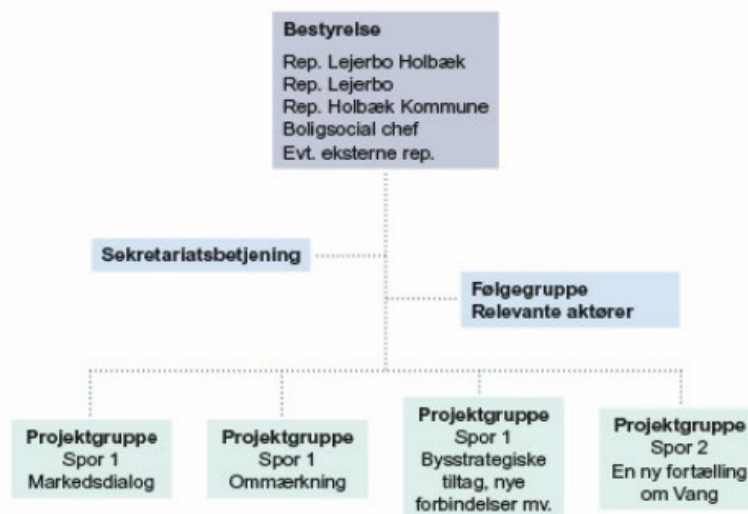 Bestyrelse
Rep. Lejerbo Holbæk
Rep. Lejerbo
Rep. Holbæk Kommune
Boligsocial chef
Evt. eksterne rep.
Sekretariatsbetjening
Følgegruppe
Relevante aktører
Projektgruppe
Spor 1
Markedsdialog
Projektgruppe
Spor 1
Ommærkning
Projektgruppe
Spor 1
Bysstrategiske
tiltag, nye
forbindelser mv.
Projektgruppe
Spor 2
En ny fortælling
om Vang